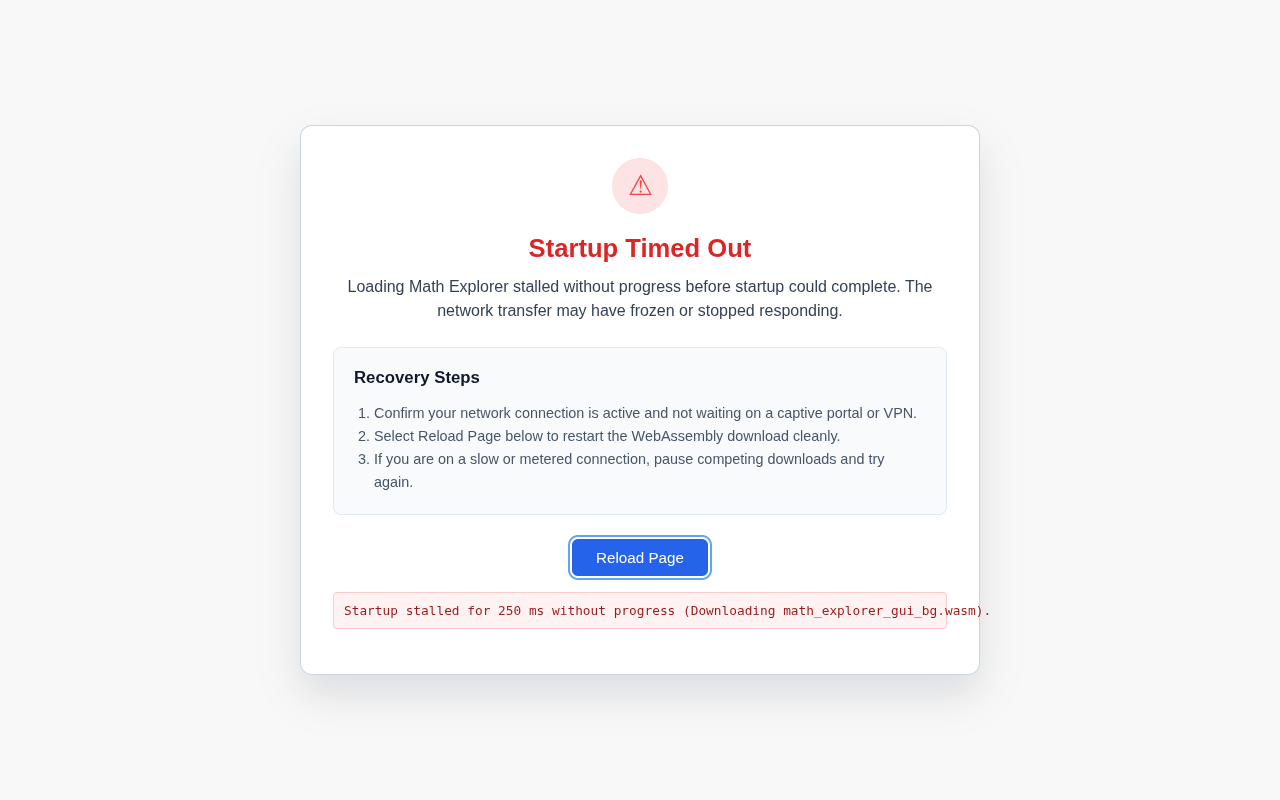 Startup Timed Out
Loading Math Explorer stalled without progress before startup could complete. The
network transfer may have frozen or stopped responding.
Recovery Steps
1. Confirm your network connection is active and not waiting on a captive portal or VPN.
2. Select Reload Page below to restart the WebAssembly download cleanly.
3. If you are on a slow or metered connection, pause competing downloads and try
again.
Reload Page
Startup stalled for 250 ms without progress (Downloading math_explorer_gui_bg.wasm).